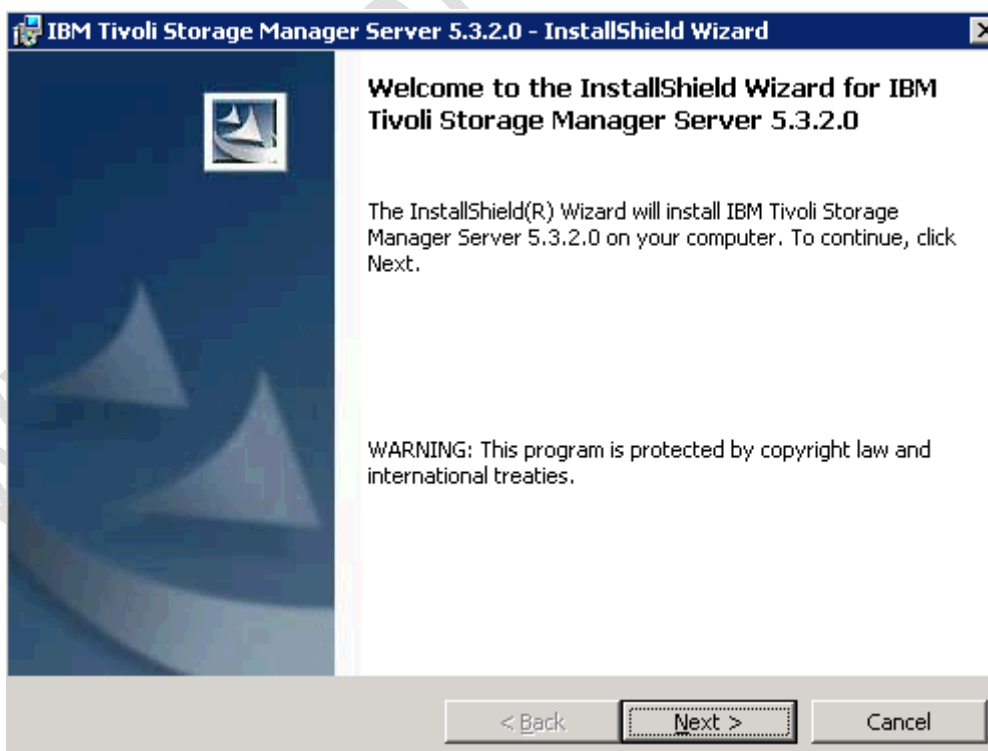 IBM Tivoli Storage Manager Server 5.3.2.0 - InstallShield Wizard
Welcome to the InstallShield Wizard for IBM
Tivoli Storage Manager Server 5.3.2.0
The InstallShield(R) Wizard will install IBM Tivoli Storage
Manager Server 5.3.2.0 on your computer. To continue, click
Next.
WARNING: This program is protected by copyright law and
international treaties.
< Back
Next >
Cancel